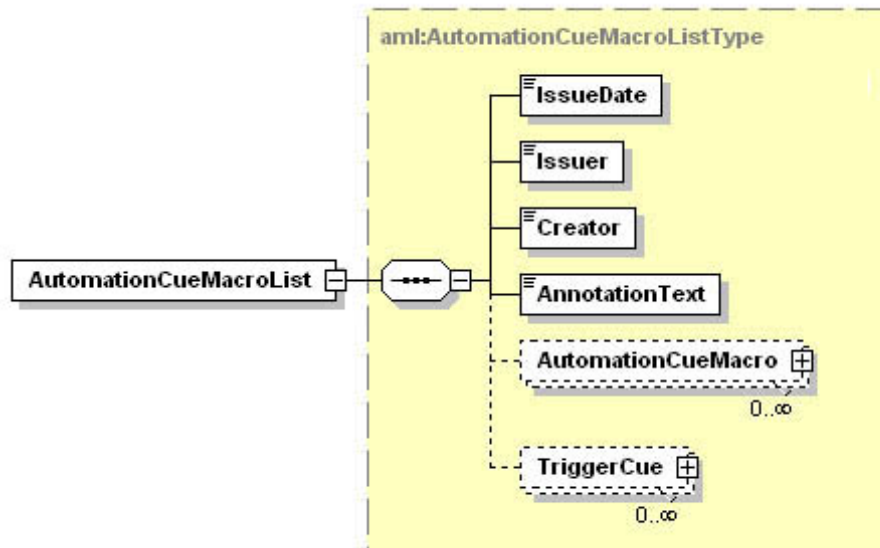 aml:AutomationCueMacroListType
IssueDate
Issuer
Creator
AutomationCueMacroList
AnnotationText
AutomationCueMacro
0..∞
TriggerCue
0..∞